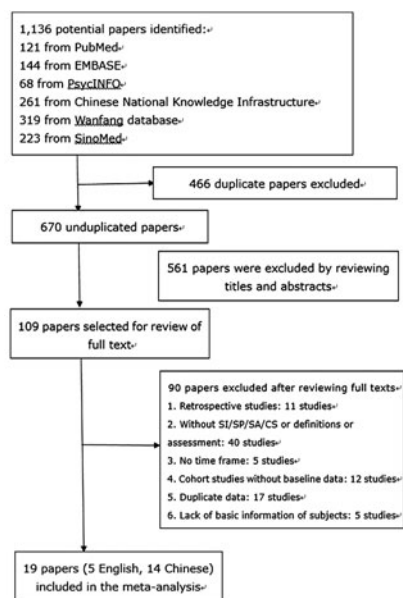 1,136 potential papers identified:
121 from PubMed
144 from EMBASE
68 from PsycINFO
261 from Chinese National Knowledge Infrastructure
319 from Wanfang database
223 from SinoMed
466 duplicate papers excluded
670 unduplicated papers
561 papers were excluded by reviewing
titles and abstracts
109 papers selected for review of
full text
90 papers excluded after reviewing full texts
1. Retrospective studies: 11 studies
2. Without SI/SP/SA/CS or definitions or
assessment: 40 studies
3. No time frame: 5 studies
4. Cohort studies without baseline data: 12 studies
5. Duplicate data: 17 studies
6. Lack of basic information of subjects: 5 studies
19 papers (5 English, 14 Chinese)
included in the meta-analysis